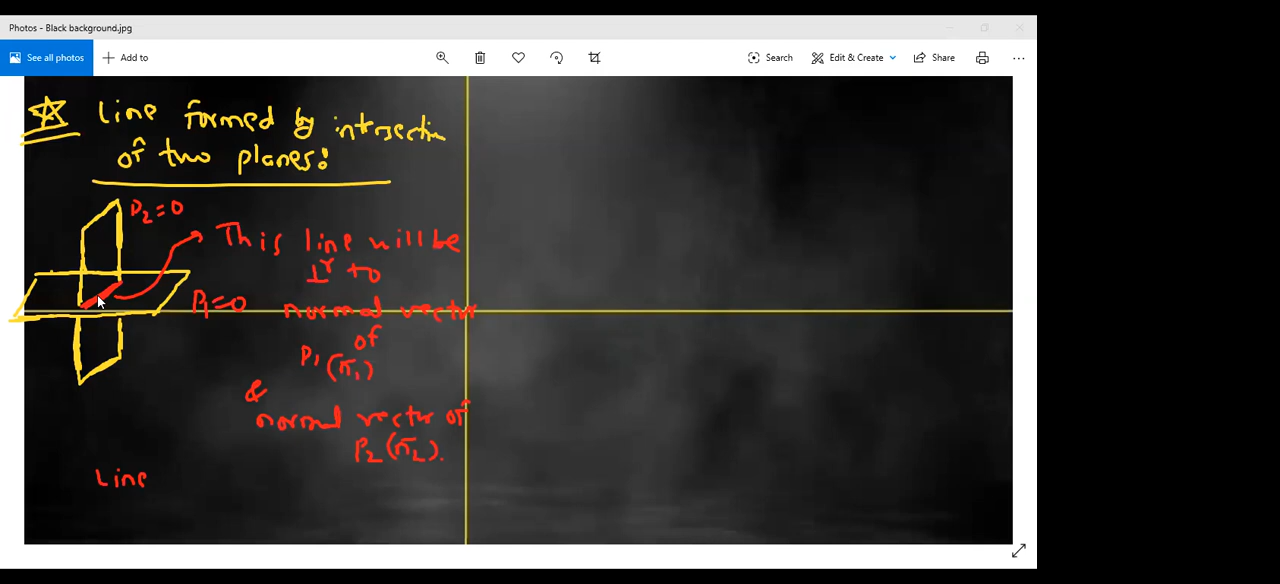 Photos - Black background.jpg
See all photos
Add to
Search
Edit & Create
Share
Line formed by intersection
of two planes:
P₂=0
This line will be
⊥ʳ to
P₁=0
normal vector
of
P₁ (n̄₁)
&
normal vector of
P₂ (n̄₂).
Line